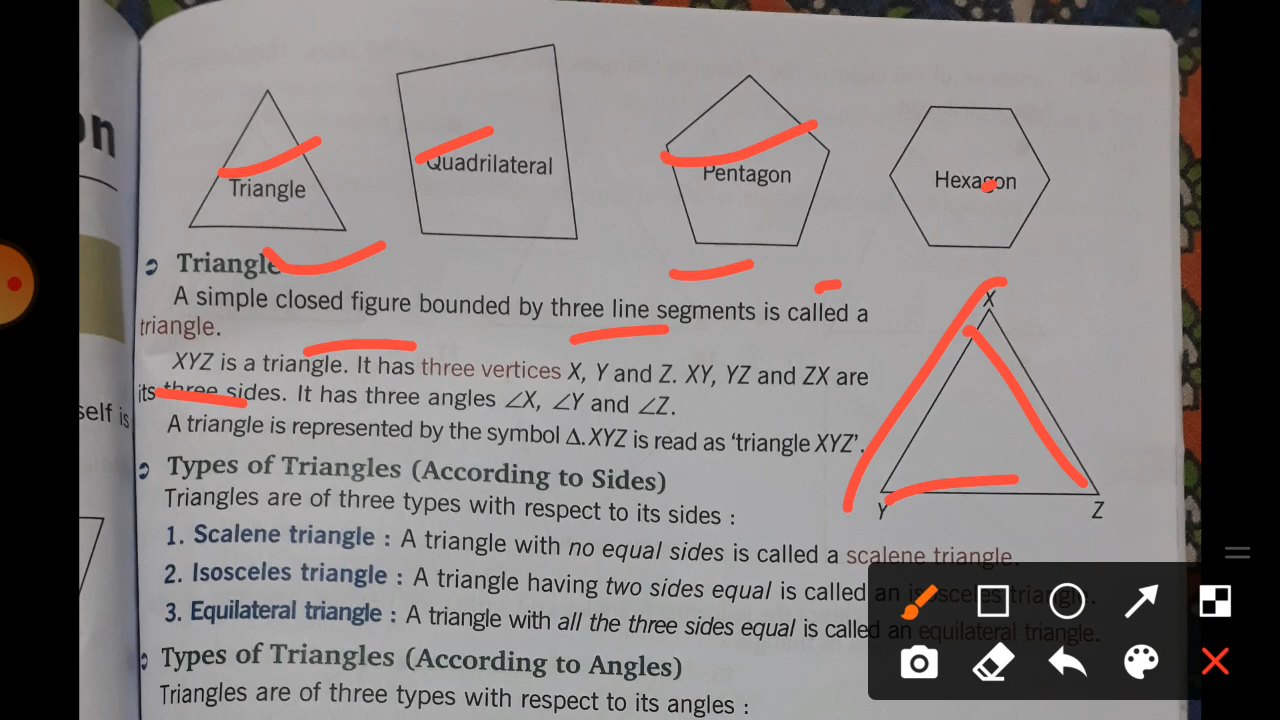 on
Triangle
Quadrilateral
Pentagon
Hexagon
Triangle
A simple closed figure bounded by three line segments is called a
triangle.
XYZ is a triangle. It has three vertices X, Y and Z. XY, YZ and ZX are
its three sides. It has three angles ∠X, ∠Y and ∠Z.
A triangle is represented by the symbol Δ. XYZ is read as ‘triangle XYZ’.
X
Y
Z
self is
Types of Triangles (According to Sides)
Triangles are of three types with respect to its sides :
1. Scalene triangle : A triangle with no equal sides is called a scalene triangle.
2. Isosceles triangle : A triangle having two sides equal is called an isosceles triangle.
3. Equilateral triangle : A triangle with all the three sides equal is called an equilateral triangle.
Types of Triangles (According to Angles)
Triangles are of three types with respect to its angles :